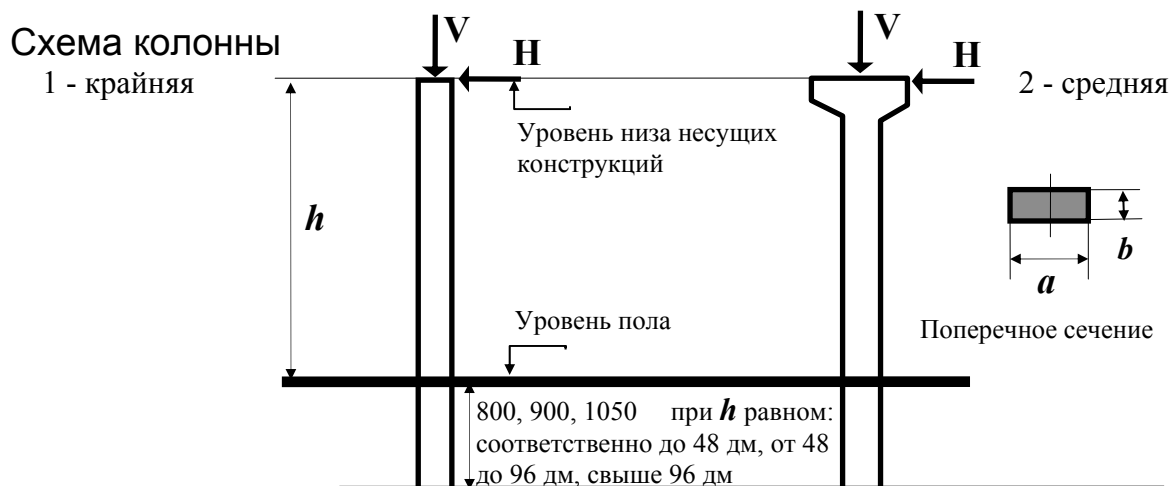 Схема колонны
1 - крайняя
V
H
V
H
2 - средняя
Уровень низа несущих
конструкций
h
b
a
Уровень пола
Поперечное сечение
800, 900, 1050 при h равном:
соответственно до 48 дм, от 48
до 96 дм, свыше 96 дм